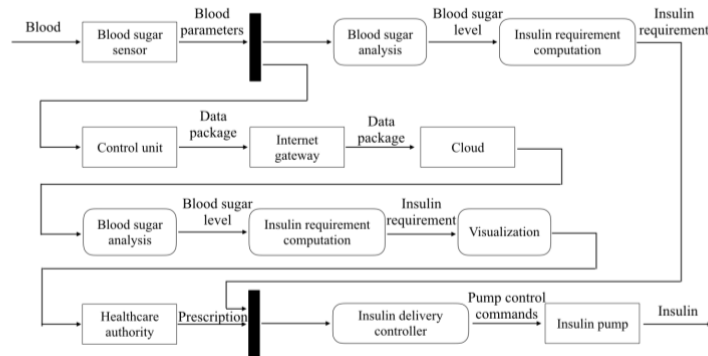 Blood
Blood sugar
sensor
Blood
parameters
Blood sugar
analysis
Blood sugar
level
Insulin requirement
computation
Insulin
requirement
Control unit
Data
package
Internet
gateway
Data
package
Cloud
Blood sugar
analysis
Blood sugar
level
Insulin requirement
computation
Insulin
requirement
Visualization
Healthcare
authority
Prescription
Insulin delivery
controller
Pump control
commands
Insulin pump
Insulin